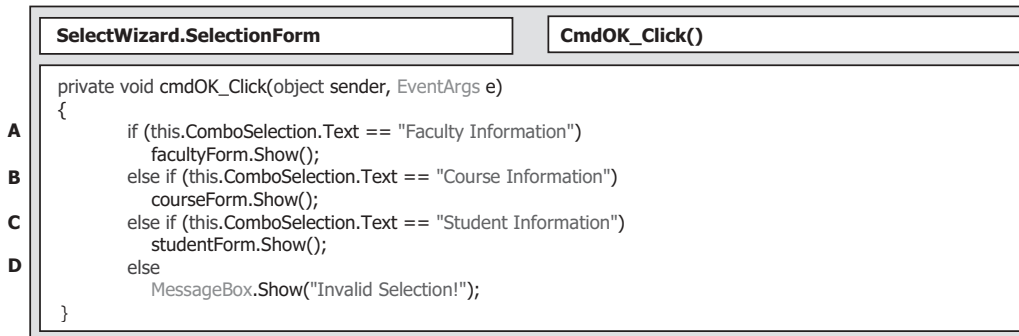 SelectWizard.SelectionForm
CmdOK_Click()
private void cmdOK_Click(object sender, EventArgs e)
{
A if (this.ComboSelection.Text == "Faculty Information")
facultyForm.Show();
B else if (this.ComboSelection.Text == "Course Information")
courseForm.Show();
C else if (this.ComboSelection.Text == "Student Information")
studentForm.Show();
D else
MessageBox.Show("Invalid Selection!");
}